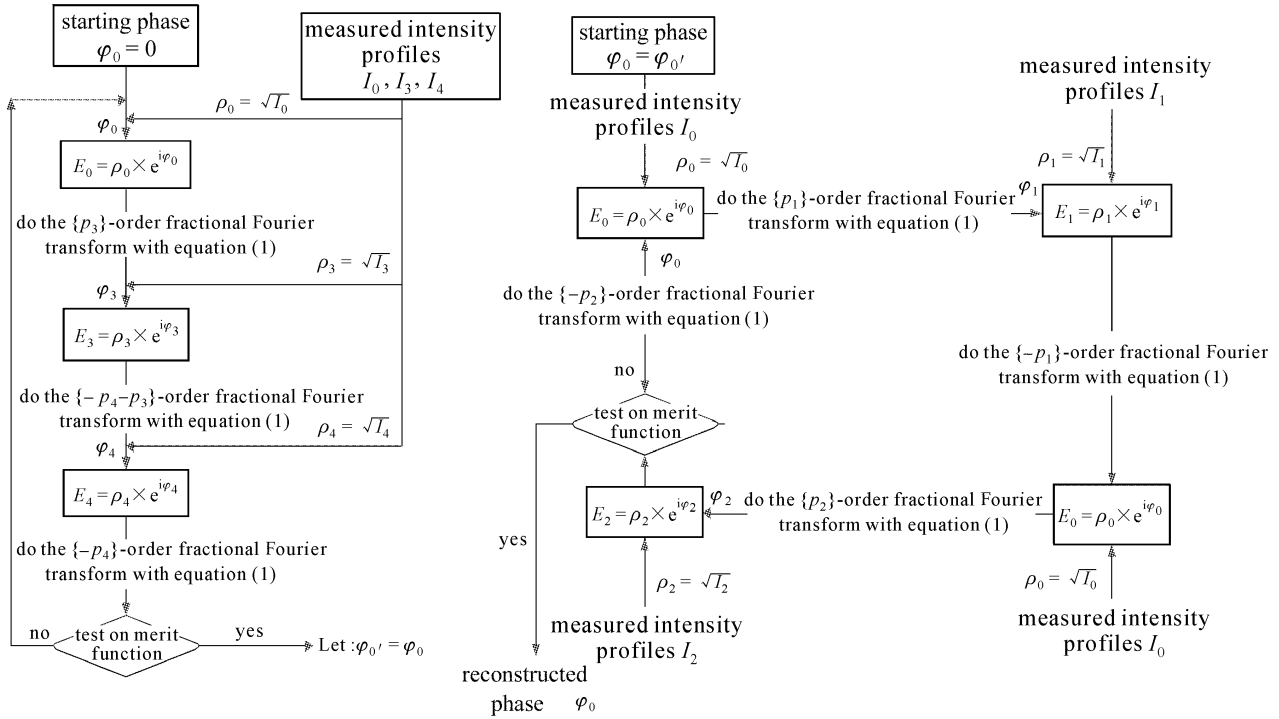 starting phase
φ₀ = 0
measured intensity
profiles
I₀ , I₃ , I₄
ρ₀ = √I₀
φ₀
E₀ = ρ₀ × e^{iφ₀}
do the {p₃}-order fractional Fourier
transform with equation (1)
ρ₃ = √I₃
φ₃
E₃ = ρ₃ × e^{iφ₃}
do the {– p₄–p₃}-order fractional Fourier
transform with equation (1)
ρ₄ = √I₄
φ₄
E₄ = ρ₄ × e^{iφ₄}
do the {–p₄}-order fractional Fourier
transform with equation (1)
no
test on merit
function
yes
Let :φ₀′ = φ₀
starting phase
φ₀ = φ₀′
measured intensity
profiles I₀
ρ₀ = √I₀
E₀ = ρ₀ × e^{iφ₀}
do the {p₁}-order fractional Fourier
transform with equation (1)
measured intensity
profiles I₁
ρ₁ = √I₁
φ₁
E₁ = ρ₁ × e^{iφ₁}
do the {–p₁}-order fractional Fourier
transform with equation (1)
E₀ = ρ₀ × e^{iφ₀}
ρ₀ = √I₀
measured intensity
profiles I₀
do the {p₂}-order fractional Fourier
transform with equation (1)
φ₂
E₂ = ρ₂ × e^{iφ₂}
ρ₂ = √I₂
measured intensity
profiles I₂
test on merit
function
no
do the {–p₂}-order fractional Fourier
transform with equation (1)
φ₀
yes
reconstructed
phase φ₀